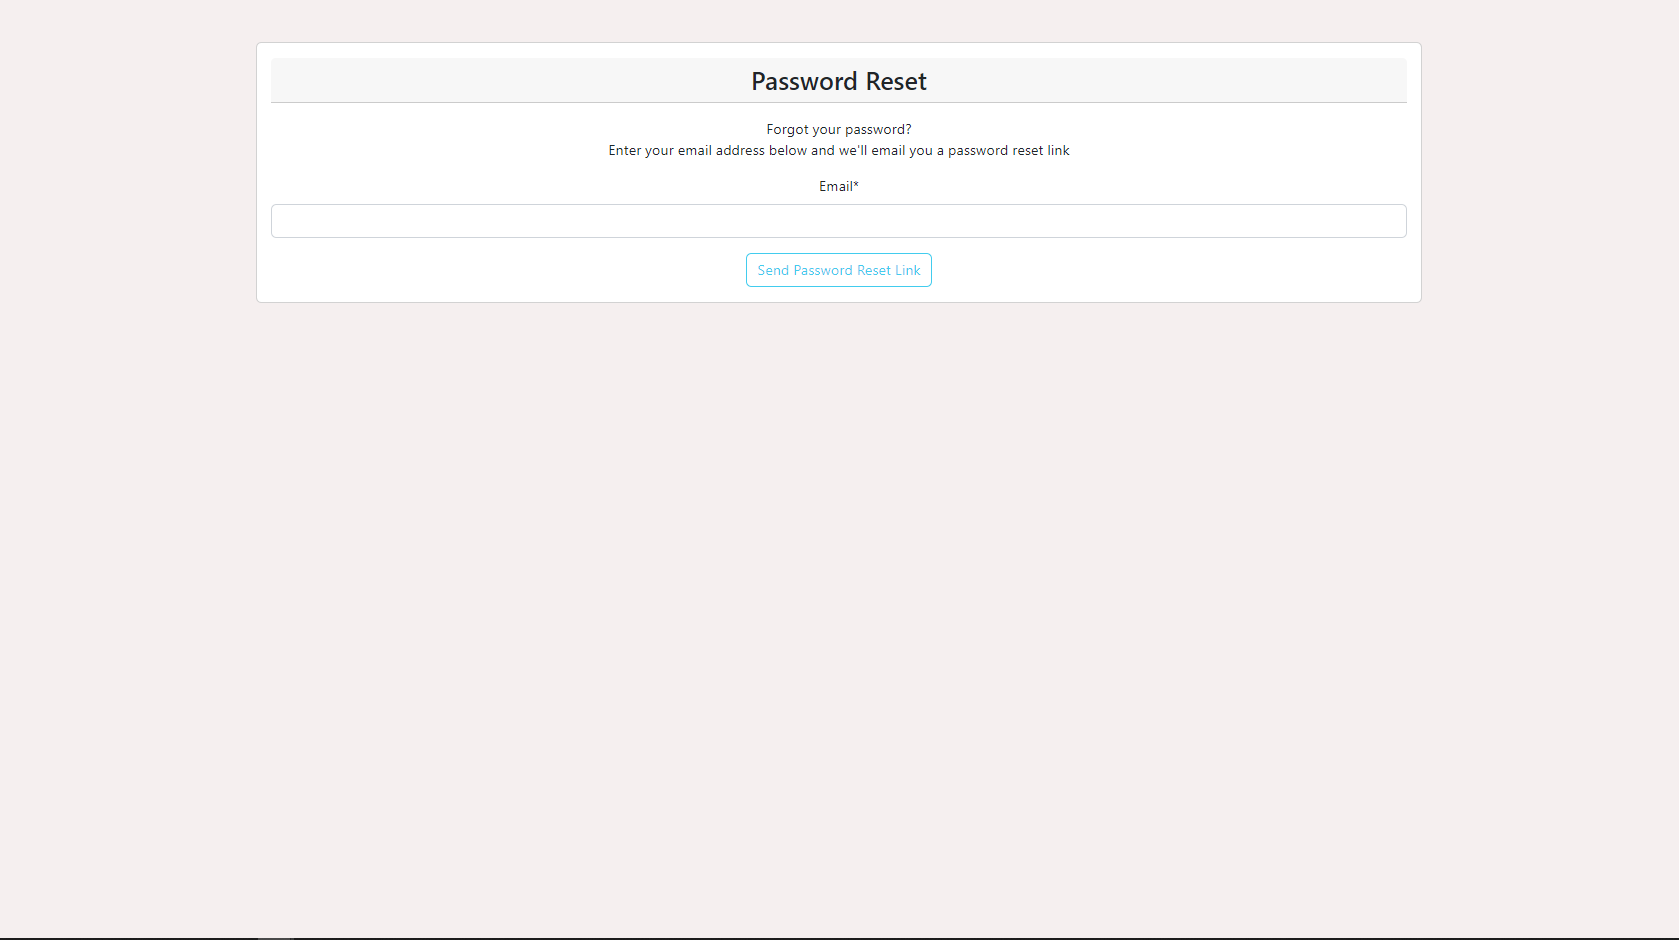 Password Reset
Forgot your password?
Enter your email address below and we'll email you a password reset link
Email*
Send Password Reset Link